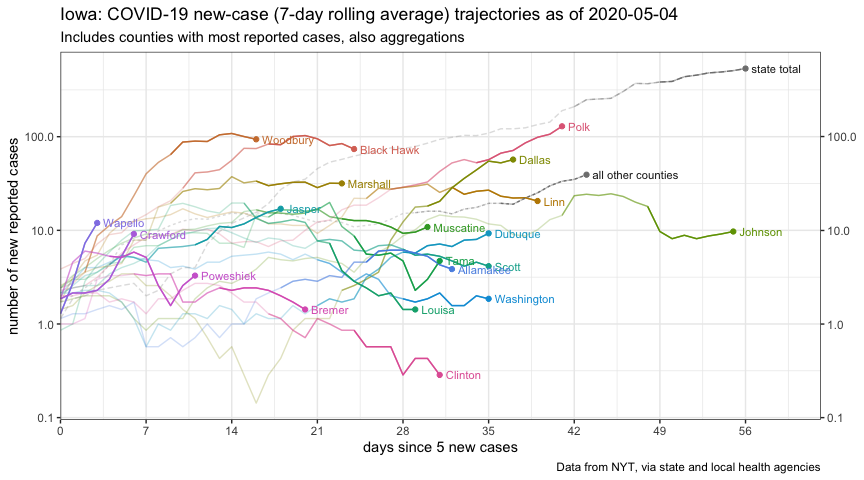 Iowa: COVID-19 new-case (7-day rolling average) trajectories as of 2020-05-04
Includes counties with most reported cases, also aggregations
state total
100.0
Woodbury
Black Hawk
Polk
100.0
Dallas
Marshall
all other counties
Linn
Jasper
Wapello
Crawford
Muscatine
Dubuque
Johnson
10.0
10.0
Tama
Scott
Allamakee
Poweshiek
Washington
Bremer
Louisa
1.0
1.0
Clinton
0.1
0.1
number of new reported cases
0 7 14 21 28 35 42 49 56
days since 5 new cases
Data from NYT, via state and local health agencies